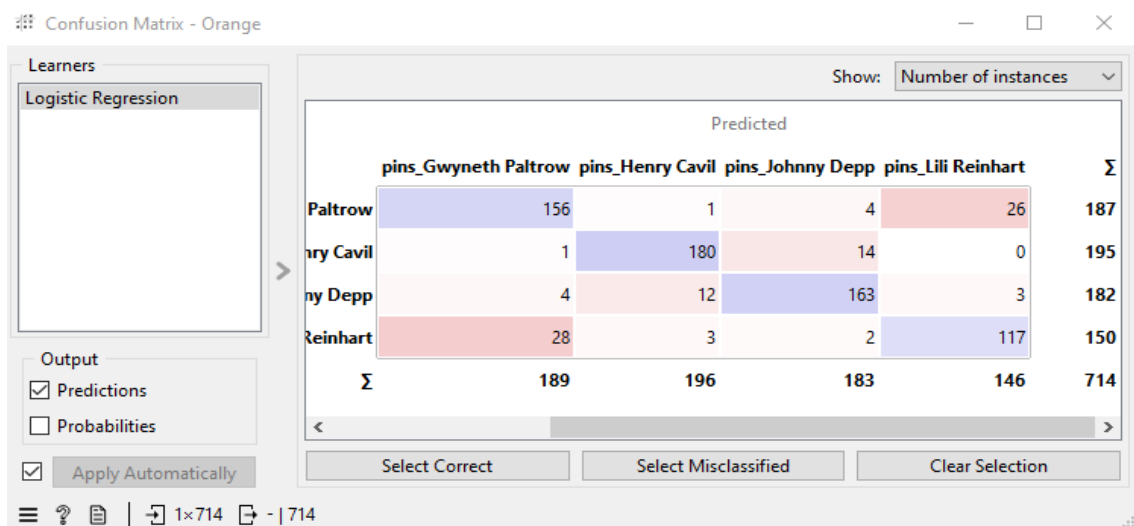 Confusion Matrix - Orange
Learners
Logistic Regression
Show: Number of instances
Predicted
pins_Gwyneth Paltrow pins_Henry Cavil pins_Johnny Depp pins_Lili Reinhart Σ
Paltrow 156 1 4 26 187
nry Cavil 1 180 14 0 195
ny Depp 4 12 163 3 182
Reinhart 28 3 2 117 150
Σ 189 196 183 146 714
Output
Predictions
Probabilities
Apply Automatically
Select Correct Select Misclassified Clear Selection
1×714 - | 714